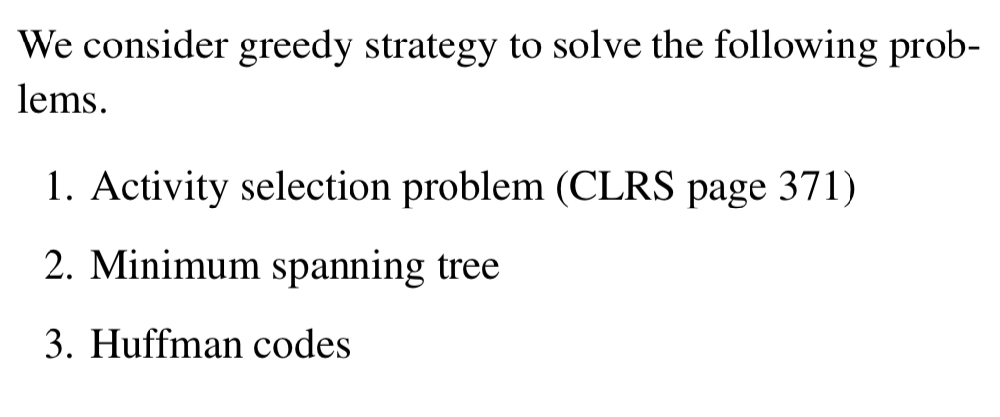 We consider greedy strategy to solve the following prob-
lems.
1. Activity selection problem (CLRS page 371)
2. Minimum spanning tree
3. Huffman codes